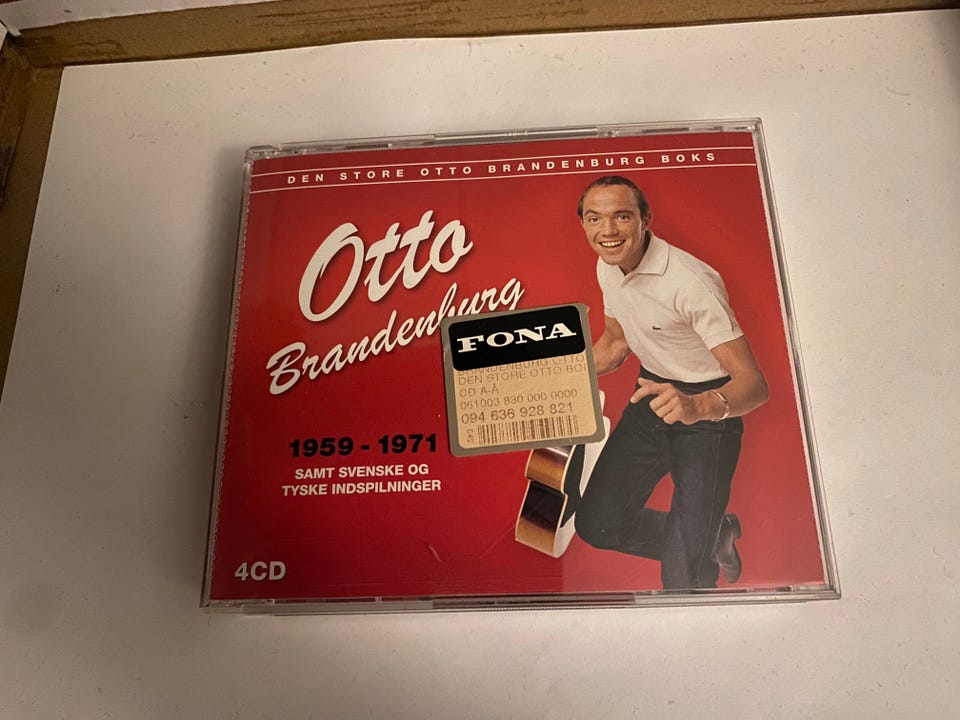 DEN STORE OTTO BRANDENBURG BOKS
Otto
Brandenburg
FONA
BRANDENBURG OTTO
DEN STORE OTTO BOI
CD A-Å
061003 830 000 0000
094 636 928 821
1959 - 1971
SAMT SVENSKE OG
TYSKE INDSPILNINGER
4CD